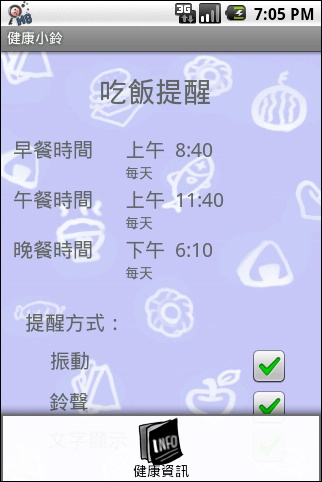 3G
7:05 PM
健康小鈴
吃飯提醒
早餐時間 上午 8:40
每天
午餐時間 上午 11:40
每天
晚餐時間 下午 6:10
每天
提醒方式：
振動
鈴聲
文字顯示
INFO
健康資訊